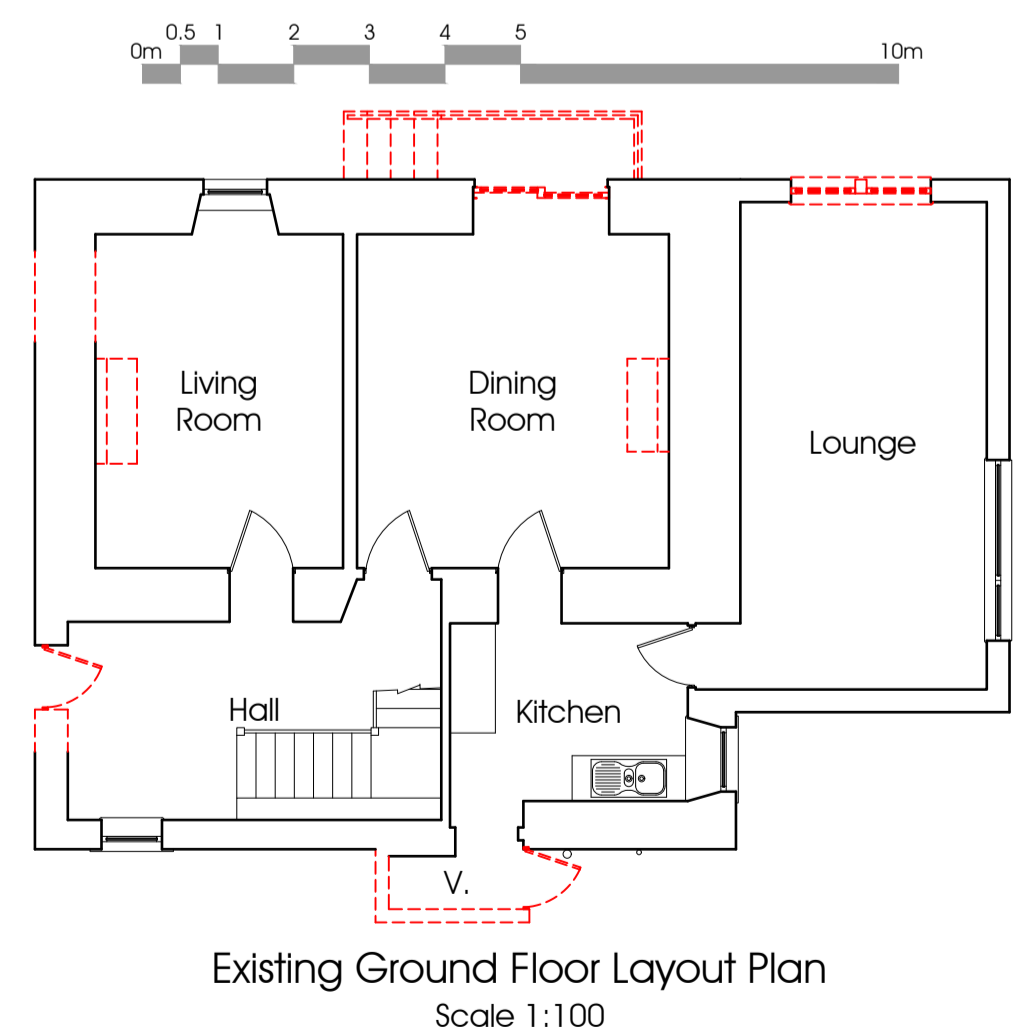 0.5 1 2 3 4 5
0m 10m
Living
Room
Dining
Room
Lounge
Hall
Kitchen
V.
Existing Ground Floor Layout Plan
Scale 1:100